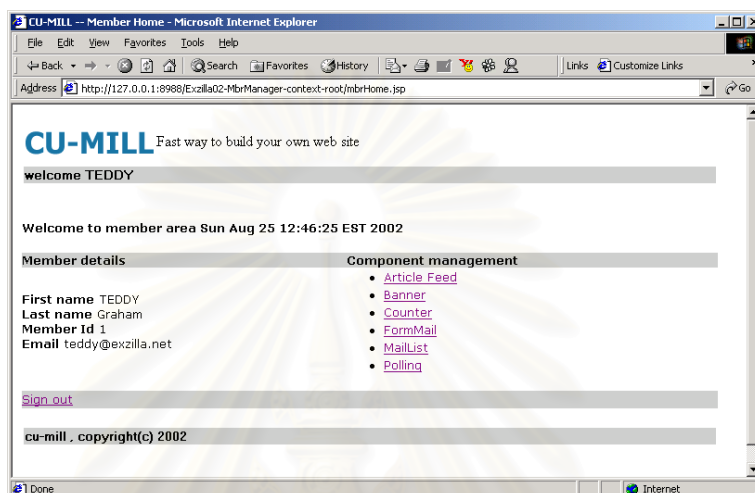 CU-MILL -- Member Home - Microsoft Internet Explorer
File Edit View Favorites Tools Help
Back Search Favorites History Links Customize Links
Address http://127.0.0.1:8988/Exzilla02-MbrManager-context-root/mbrHome.jsp Go
CU-MILL Fast way to build your own web site
welcome TEDDY
Welcome to member area Sun Aug 25 12:46:25 EST 2002
Member details Component management
Article Feed
Banner
Counter
FormMail
MailList
Polling
First name TEDDY
Last name Graham
Member Id 1
Email teddy@exzilla.net
Sign out
cu-mill , copyright(c) 2002
Done Internet